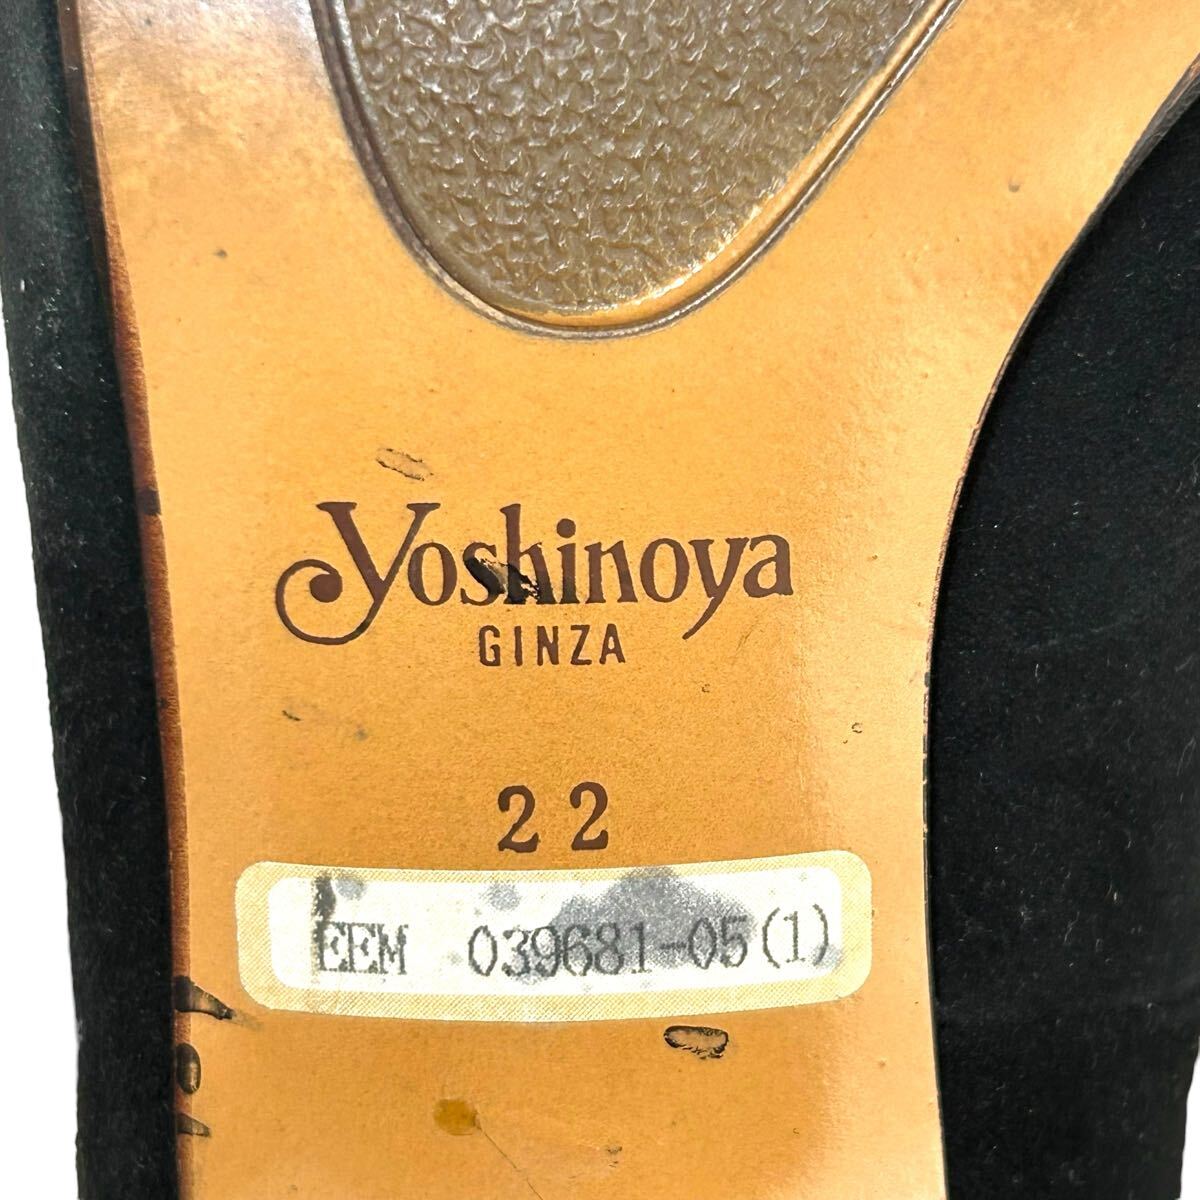 Yoshinoya
GINZA
22
EEM 039681-05(1)